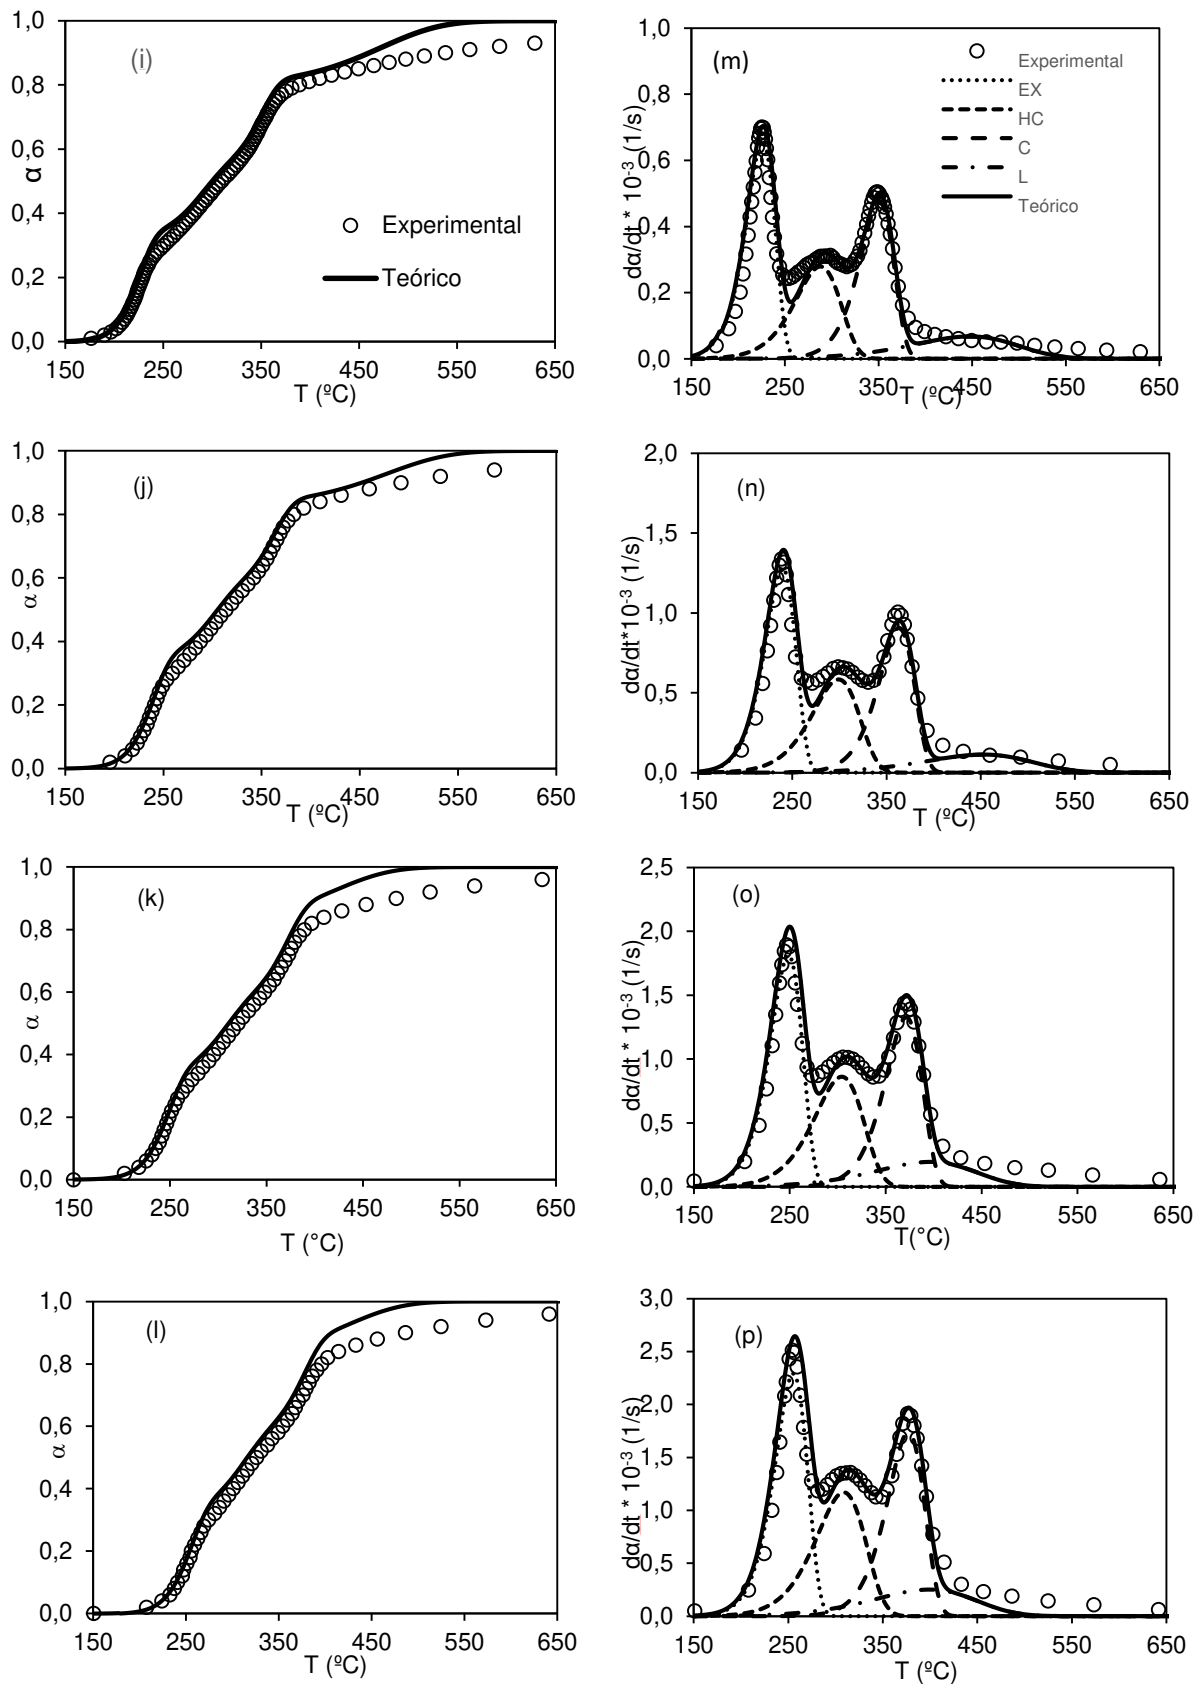 1,0
0,8
0,6
0,4
0,2
0,0
α
(i)
Experimental
Teórico
150 250 350 450 550 650
T (ºC)
1,0
0,8
0,6
0,4
0,2
0,0
dα/dt * 10-3 (1/s)
(m)
Experimental
EX
HC
C
L
Teórico
150 250 350 450 550 650
T (ºC)
1,0
0,8
0,6
0,4
0,2
0,0
α
(j)
150 250 350 450 550 650
T (ºC)
2,0
1,5
1,0
0,5
0,0
dα/dt*10-3 (1/s)
(n)
150 250 350 450 550 650
T (ºC)
1,0
0,8
0,6
0,4
0,2
0,0
α
(k)
150 250 350 450 550 650
T (°C)
2,5
2,0
1,5
1,0
0,5
0,0
dα/dt * 10-3 (1/s)
(o)
150 250 350 450 550 650
T(°C)
1,0
0,8
0,6
0,4
0,2
0,0
α
(l)
150 250 350 450 550 650
T (ºC)
3,0
2,5
2,0
1,5
1,0
0,5
0,0
dα/dt * 10-3 (1/s)
(p)
150 250 350 450 550 650
T (ºC)